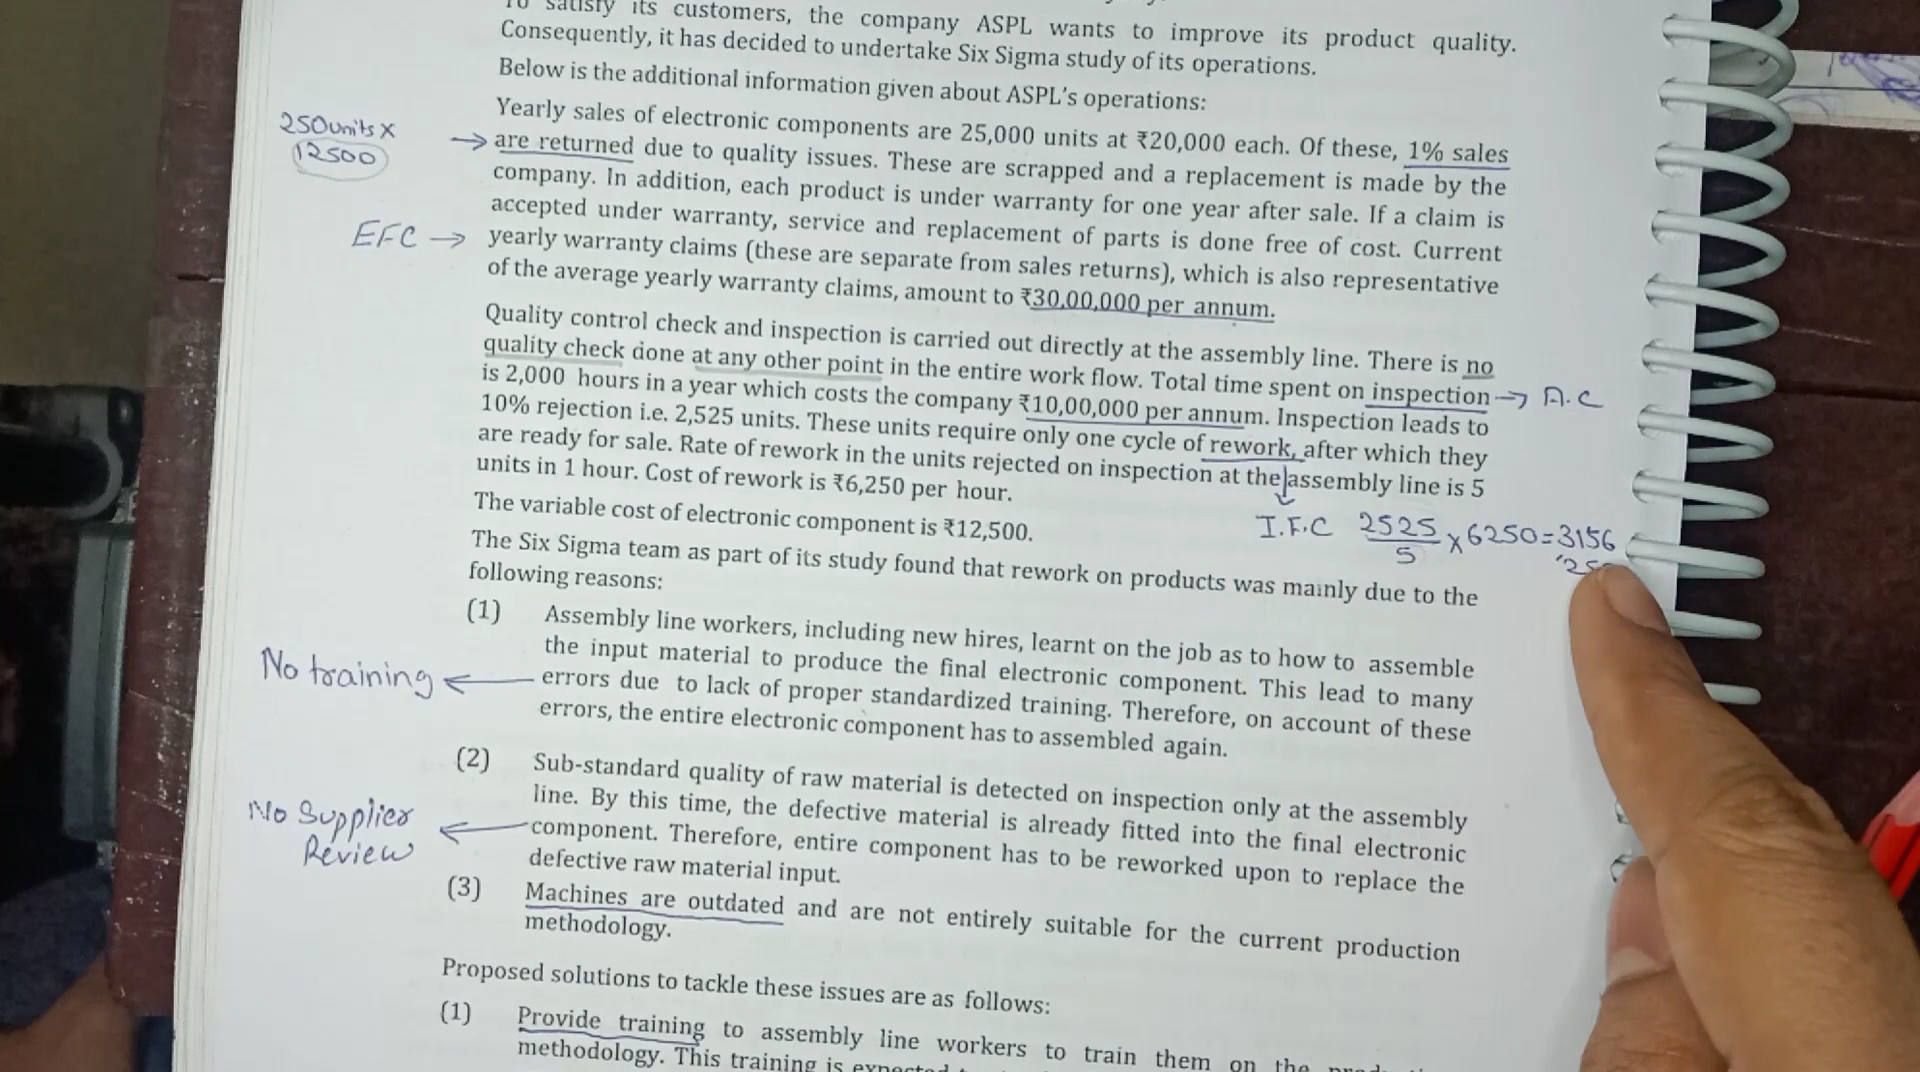 To satisfy its customers, the company ASPL wants to improve its product quality.
Consequently, it has decided to undertake Six Sigma study of its operations.
Below is the additional information given about ASPL's operations:
Yearly sales of electronic components are 25,000 units at ₹20,000 each. Of these, 1% sales
250units x
12500
→ are returned due to quality issues. These are scrapped and a replacement is made by the
company. In addition, each product is under warranty for one year after sale. If a claim is
accepted under warranty, service and replacement of parts is done free of cost. Current
EFC → yearly warranty claims (these are separate from sales returns), which is also representative
of the average yearly warranty claims, amount to ₹30,00,000 per annum.
Quality control check and inspection is carried out directly at the assembly line. There is no
quality check done at any other point in the entire work flow. Total time spent on inspection → A.C
is 2,000 hours in a year which costs the company ₹10,00,000 per annum. Inspection leads to
10% rejection i.e. 2,525 units. These units require only one cycle of rework, after which they
are ready for sale. Rate of rework in the units rejected on inspection at the assembly line is 5
units in 1 hour. Cost of rework is ₹6,250 per hour.
I.F.C 2525/5 x 6250 = 3156
The variable cost of electronic component is ₹12,500.
The Six Sigma team as part of its study found that rework on products was mainly due to the
following reasons:
(1) Assembly line workers, including new hires, learnt on the job as to how to assemble
the input material to produce the final electronic component. This lead to many
No training ← errors due to lack of proper standardized training. Therefore, on account of these
errors, the entire electronic component has to assembled again.
(2) Sub-standard quality of raw material is detected on inspection only at the assembly
line. By this time, the defective material is already fitted into the final electronic
No Supplier
Review
← component. Therefore, entire component has to be reworked upon to replace the
defective raw material input.
(3) Machines are outdated and are not entirely suitable for the current production
methodology.
Proposed solutions to tackle these issues are as follows:
(1) Provide training to assembly line workers to train them on the
methodology. This training is